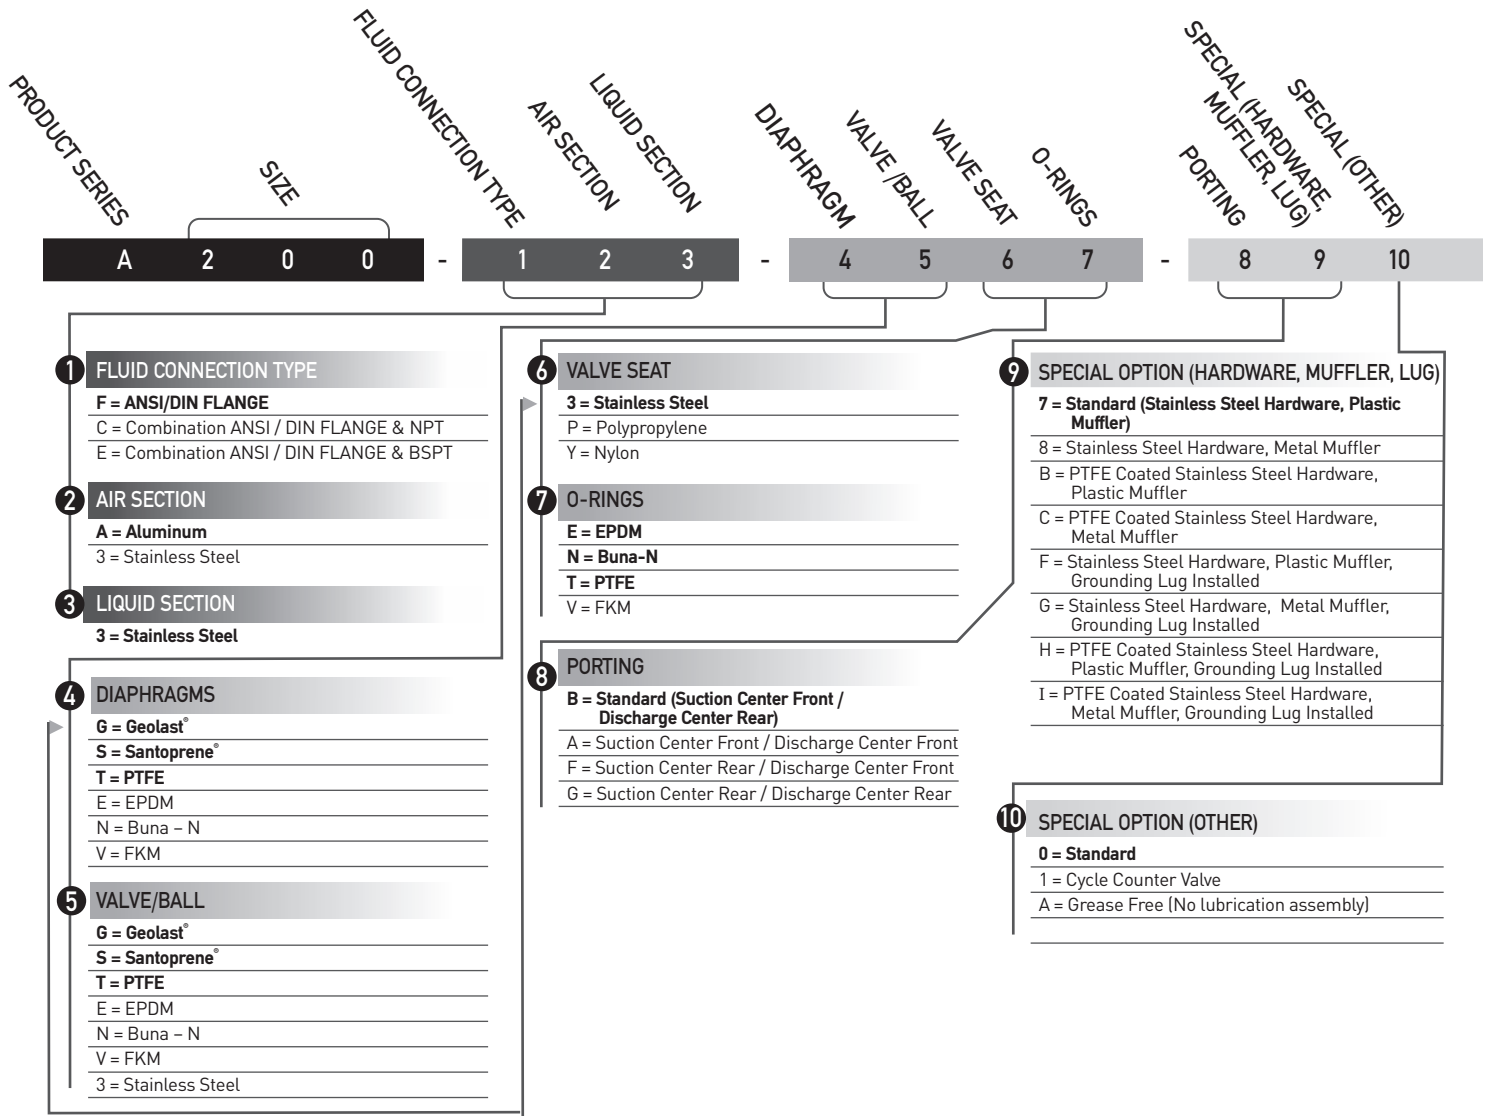 PRODUCT SERIES
SIZE
FLUID CONNECTION TYPE
AIR SECTION
LIQUID SECTION
DIAPHRAGM
VALVE /BALL
VALVE SEAT
O-RINGS
PORTING
SPECIAL (HARDWARE,
MUFFLER, LUG)
SPECIAL (OTHER)
A 2 0 0 - 1 2 3 - 4 5 6 7 - 8 9 10
1 FLUID CONNECTION TYPE
F = ANSI/DIN FLANGE
C = Combination ANSI / DIN FLANGE & NPT
E = Combination ANSI / DIN FLANGE & BSPT
2 AIR SECTION
A = Aluminum
3 = Stainless Steel
3 LIQUID SECTION
3 = Stainless Steel
4 DIAPHRAGMS
G = Geolast®
S = Santoprene®
T = PTFE
E = EPDM
N = Buna – N
V = FKM
5 VALVE/BALL
G = Geolast®
S = Santoprene®
T = PTFE
E = EPDM
N = Buna – N
V = FKM
3 = Stainless Steel
6 VALVE SEAT
3 = Stainless Steel
P = Polypropylene
Y = Nylon
7 O-RINGS
E = EPDM
N = Buna-N
T = PTFE
V = FKM
8 PORTING
B = Standard (Suction Center Front /
Discharge Center Rear)
A = Suction Center Front / Discharge Center Front
F = Suction Center Rear / Discharge Center Front
G = Suction Center Rear / Discharge Center Rear
9 SPECIAL OPTION (HARDWARE, MUFFLER, LUG)
7 = Standard (Stainless Steel Hardware, Plastic
Muffler)
8 = Stainless Steel Hardware, Metal Muffler
B = PTFE Coated Stainless Steel Hardware,
Plastic Muffler
C = PTFE Coated Stainless Steel Hardware,
Metal Muffler
F = Stainless Steel Hardware, Plastic Muffler,
Grounding Lug Installed
G = Stainless Steel Hardware, Metal Muffler,
Grounding Lug Installed
H = PTFE Coated Stainless Steel Hardware,
Plastic Muffler, Grounding Lug Installed
I = PTFE Coated Stainless Steel Hardware,
Metal Muffler, Grounding Lug Installed
10 SPECIAL OPTION (OTHER)
0 = Standard
1 = Cycle Counter Valve
A = Grease Free (No lubrication assembly)